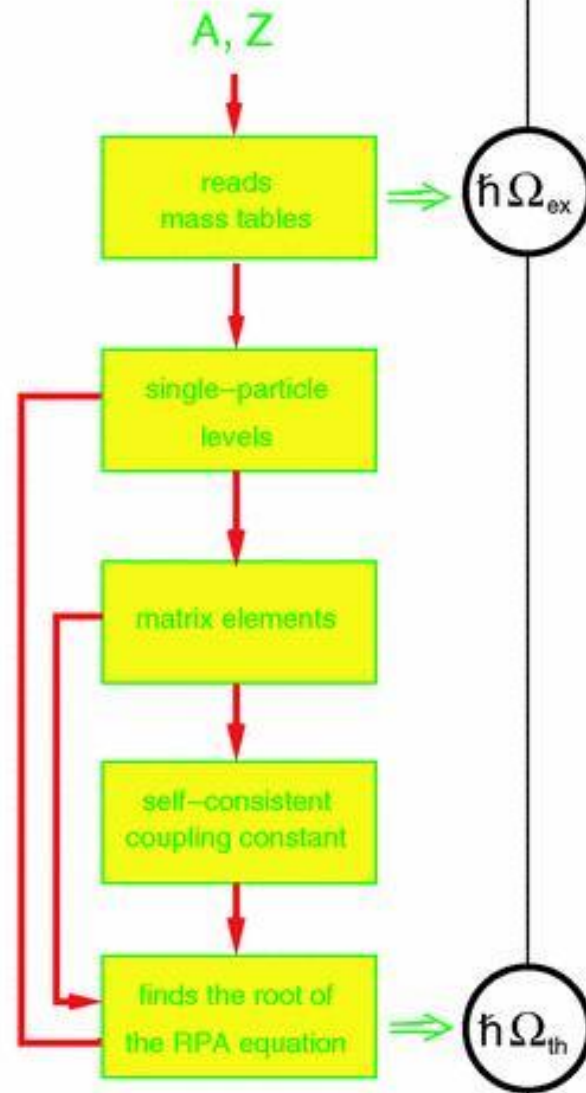 A, Z
reads
mass tables
ħΩex
single–particle
levels
matrix elements
self–consistent
coupling constant
finds the root of
the RPA equation
ħΩth